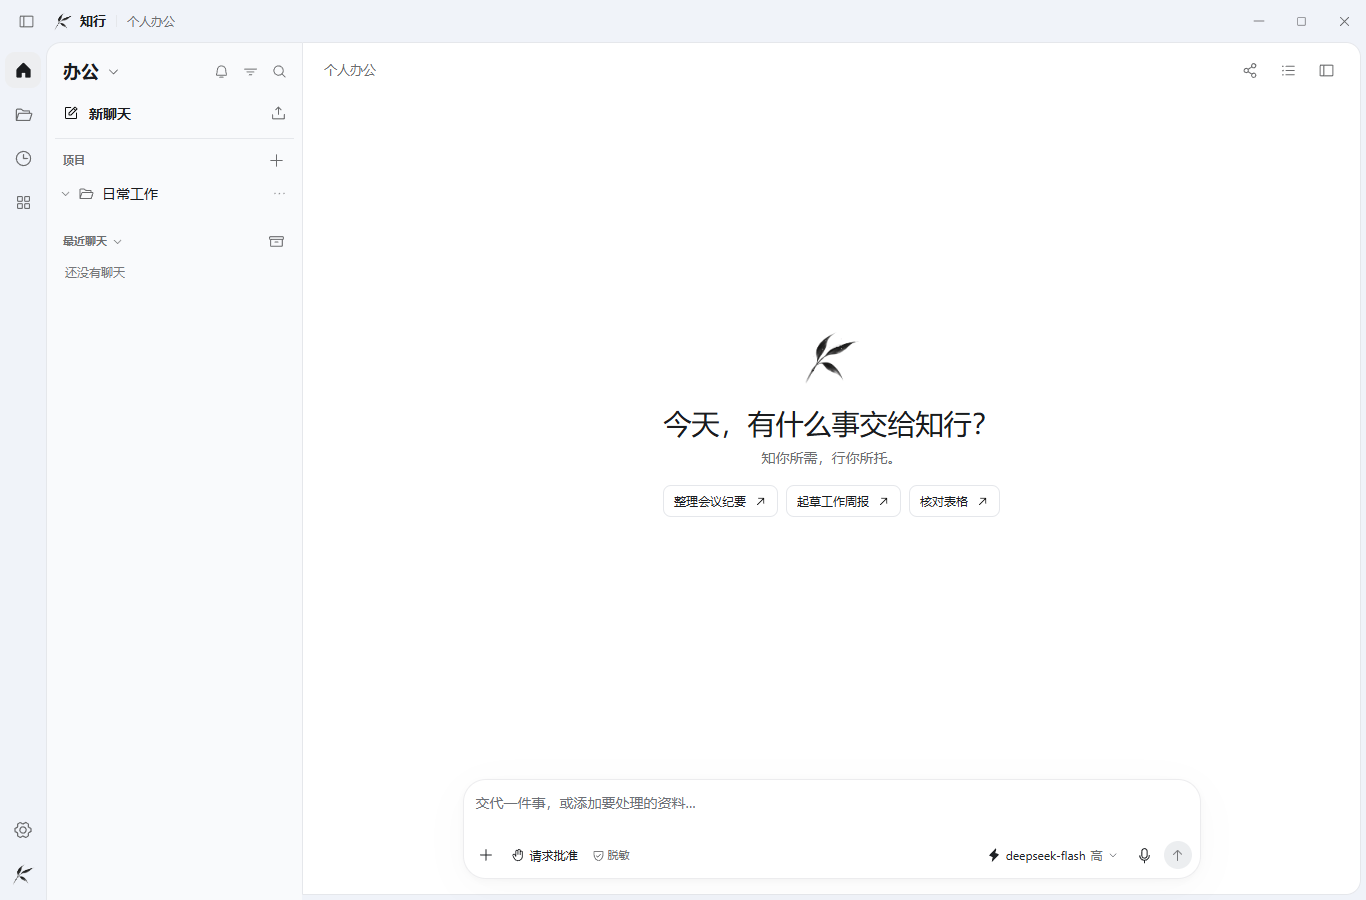 知行 个人办公
办公
新聊天
项目
日常工作
最近聊天
还没有聊天
个人办公
今天，有什么事交给知行？
知你所需，行你所托。
整理会议纪要 起草工作周报 核对表格
交代一件事，或添加要处理的资料...
请求批准 脱敏 deepseek-flash 高